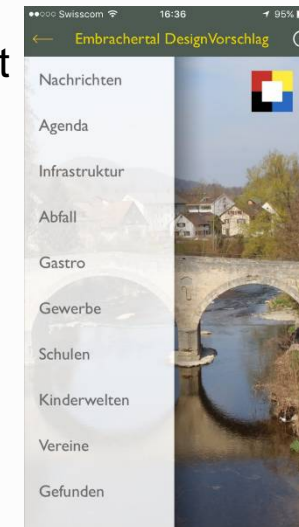 Swisscom 16:36 95%
Embrachertal DesignVorschlag
t
Nachrichten
Agenda
Infrastruktur
Abfall
Gastro
Gewerbe
Schulen
Kinderwelten
Vereine
Gefunden